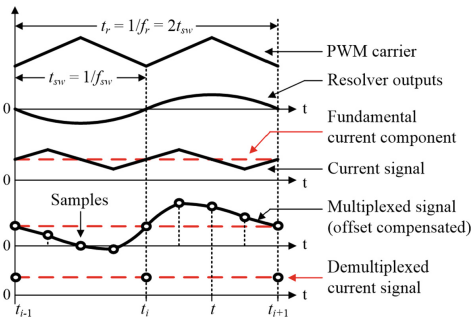 t_r = 1/f_r = 2t_sw
PWM carrier
t_sw = 1/f_sw
Resolver outputs
0
t
Fundamental
current component
Current signal
0
t
Samples
Multiplexed signal
(offset compensated)
0
t
Demultiplexed
current signal
0
t
t_i-1
t_i
t
t_i+1